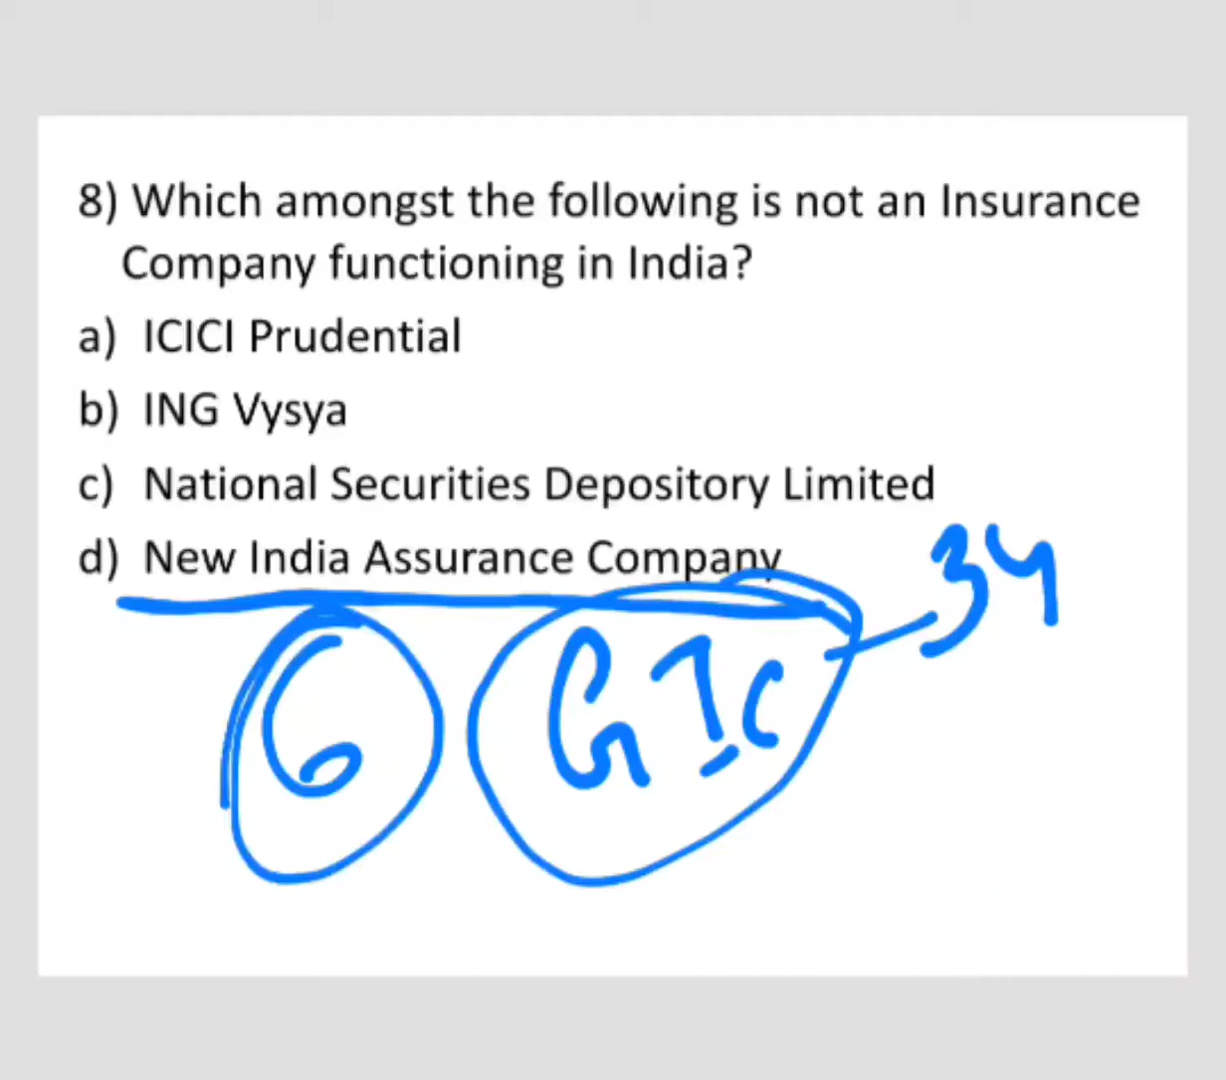 8) Which amongst the following is not an Insurance
Company functioning in India?
a) ICICI Prudential
b) ING Vysya
c) National Securities Depository Limited
d) New India Assurance Company
34
6 GIC